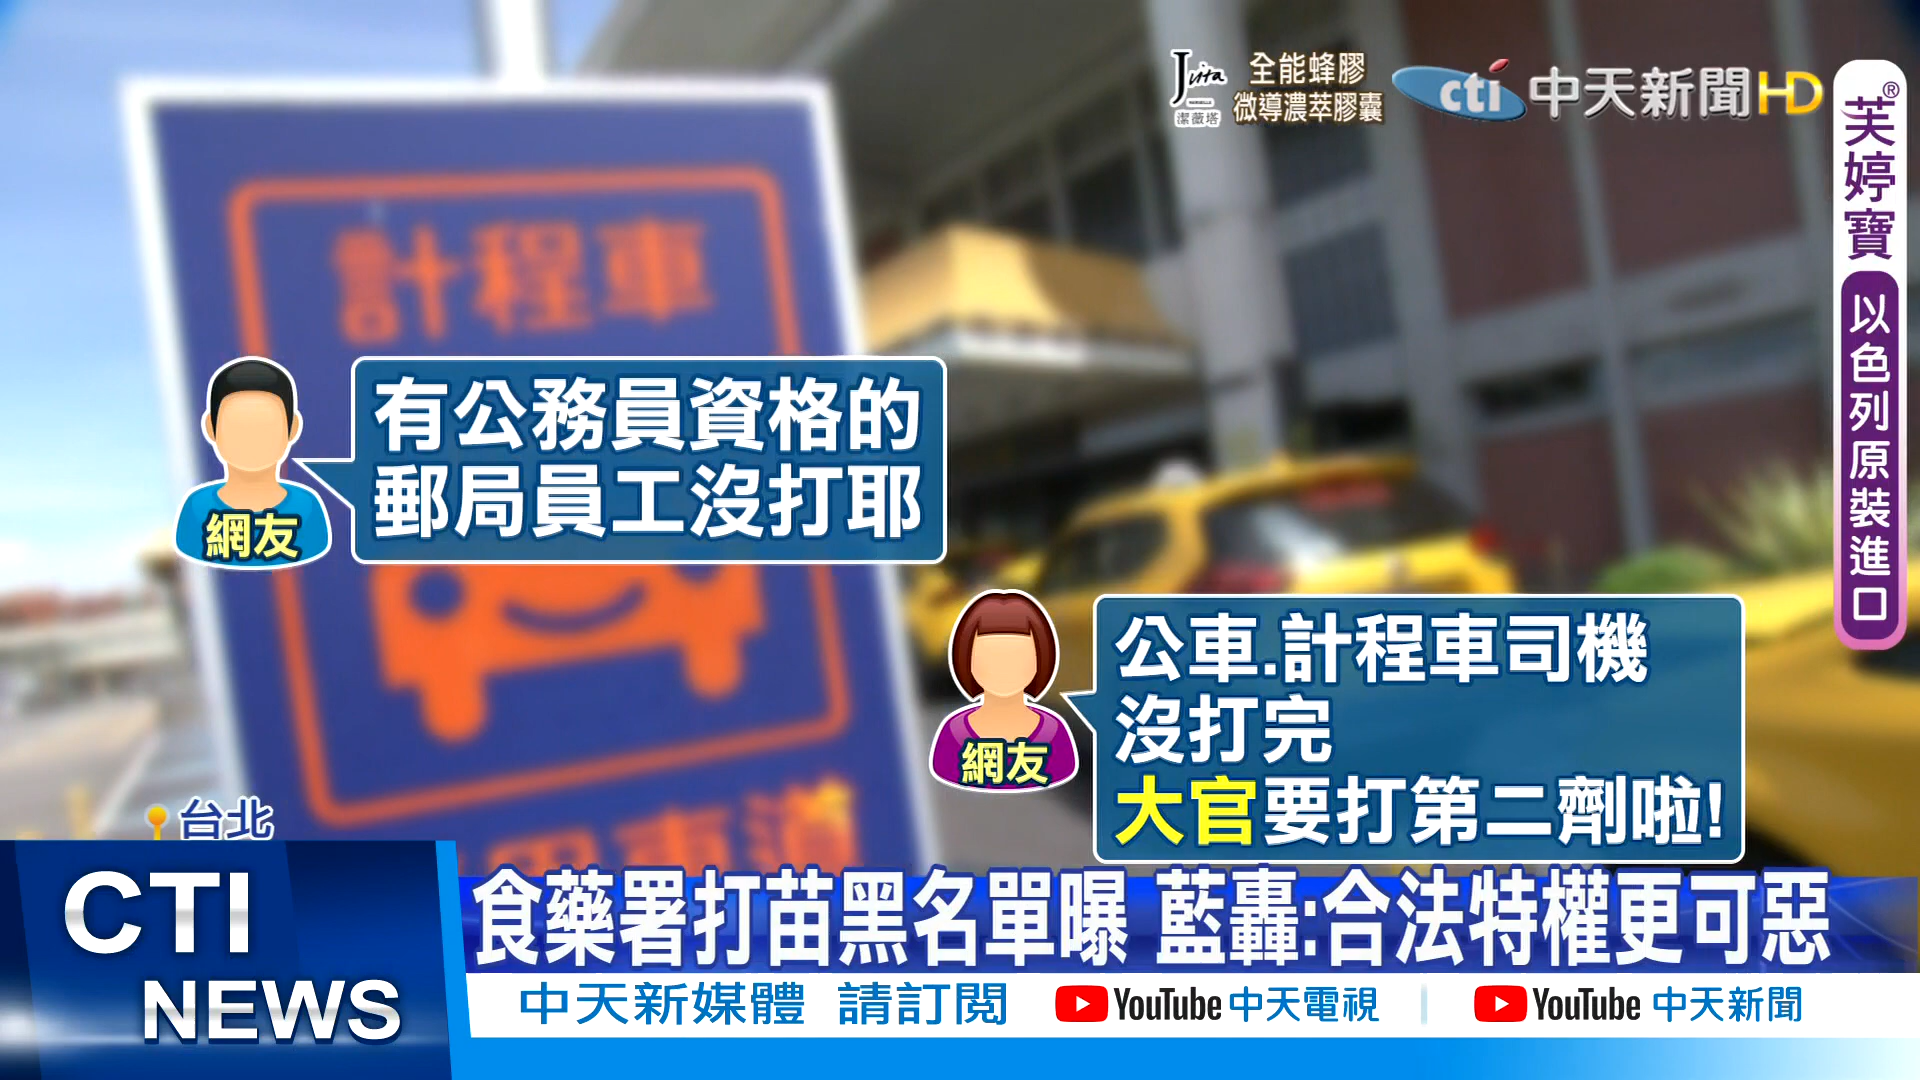 Jvita
潔薇塔
全能蜂膠
微導濃萃膠囊
cti 中天新聞HD
芙婷寶®
以色列原裝進口
計程車
有公務員資格的
郵局員工沒打耶
網友
公車.計程車司機
沒打完
大官要打第二劑啦!
網友
台北
CTI
NEWS
食藥署打苗黑名單曝 藍轟:合法特權更可惡
中天新媒體 請訂閱 YouTube 中天電視 | YouTube 中天新聞